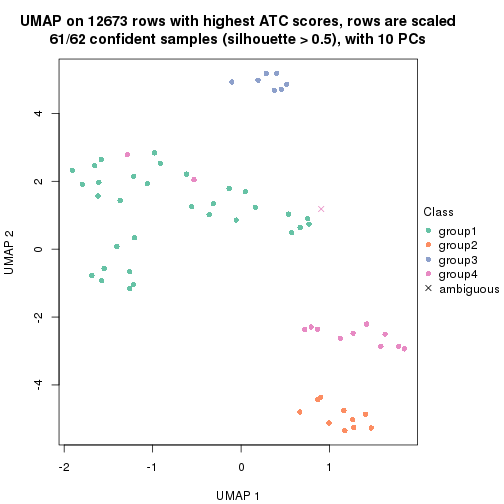 UMAP on 12673 rows with highest ATC scores, rows are scaled
61/62 confident samples (silhouette > 0.5), with 10 PCs
4
2
0
-2
-4
UMAP 2
-2
-1
0
1
UMAP 1
Class
group1
group2
group3
group4
ambiguous